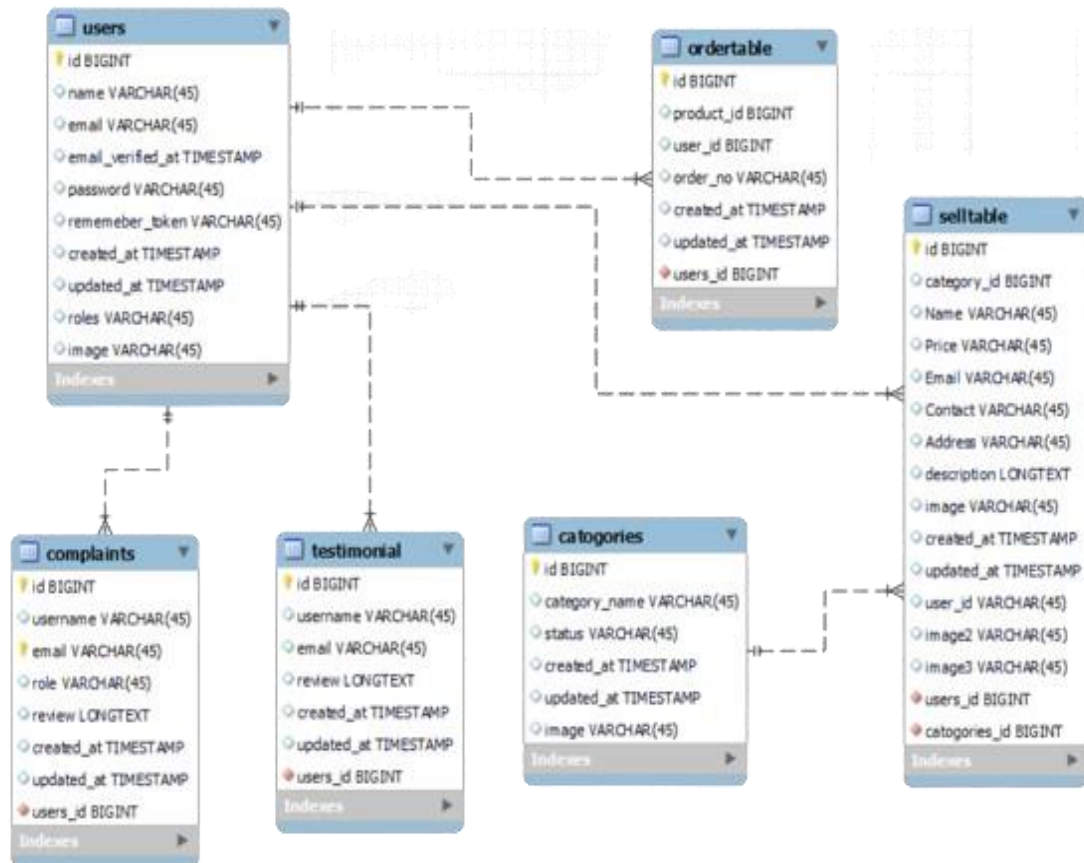 users
id BIGINT
name VARCHAR(45)
email VARCHAR(45)
email_verified_at TIMESTAMP
password VARCHAR(45)
rememeber_token VARCHAR(45)
created_at TIMESTAMP
updated_at TIMESTAMP
roles VARCHAR(45)
image VARCHAR(45)
Indexes
ordertable
id BIGINT
product_id BIGINT
user_id BIGINT
order_no VARCHAR(45)
created_at TIMESTAMP
updated_at TIMESTAMP
users_id BIGINT
Indexes
selltable
id BIGINT
category_id BIGINT
Name VARCHAR(45)
Price VARCHAR(45)
Email VARCHAR(45)
Contact VARCHAR(45)
Address VARCHAR(45)
description LONGTEXT
image VARCHAR(45)
created_at TIMESTAMP
updated_at TIMESTAMP
user_id VARCHAR(45)
image2 VARCHAR(45)
image3 VARCHAR(45)
users_id BIGINT
catogories_id BIGINT
Indexes
complaints
id BIGINT
username VARCHAR(45)
email VARCHAR(45)
role VARCHAR(45)
review LONGTEXT
created_at TIMESTAMP
updated_at TIMESTAMP
users_id BIGINT
Indexes
testimonial
id BIGINT
username VARCHAR(45)
email VARCHAR(45)
review LONGTEXT
created_at TIMESTAMP
updated_at TIMESTAMP
users_id BIGINT
Indexes
catogories
id BIGINT
category_name VARCHAR(45)
status VARCHAR(45)
created_at TIMESTAMP
updated_at TIMESTAMP
image VARCHAR(45)
Indexes